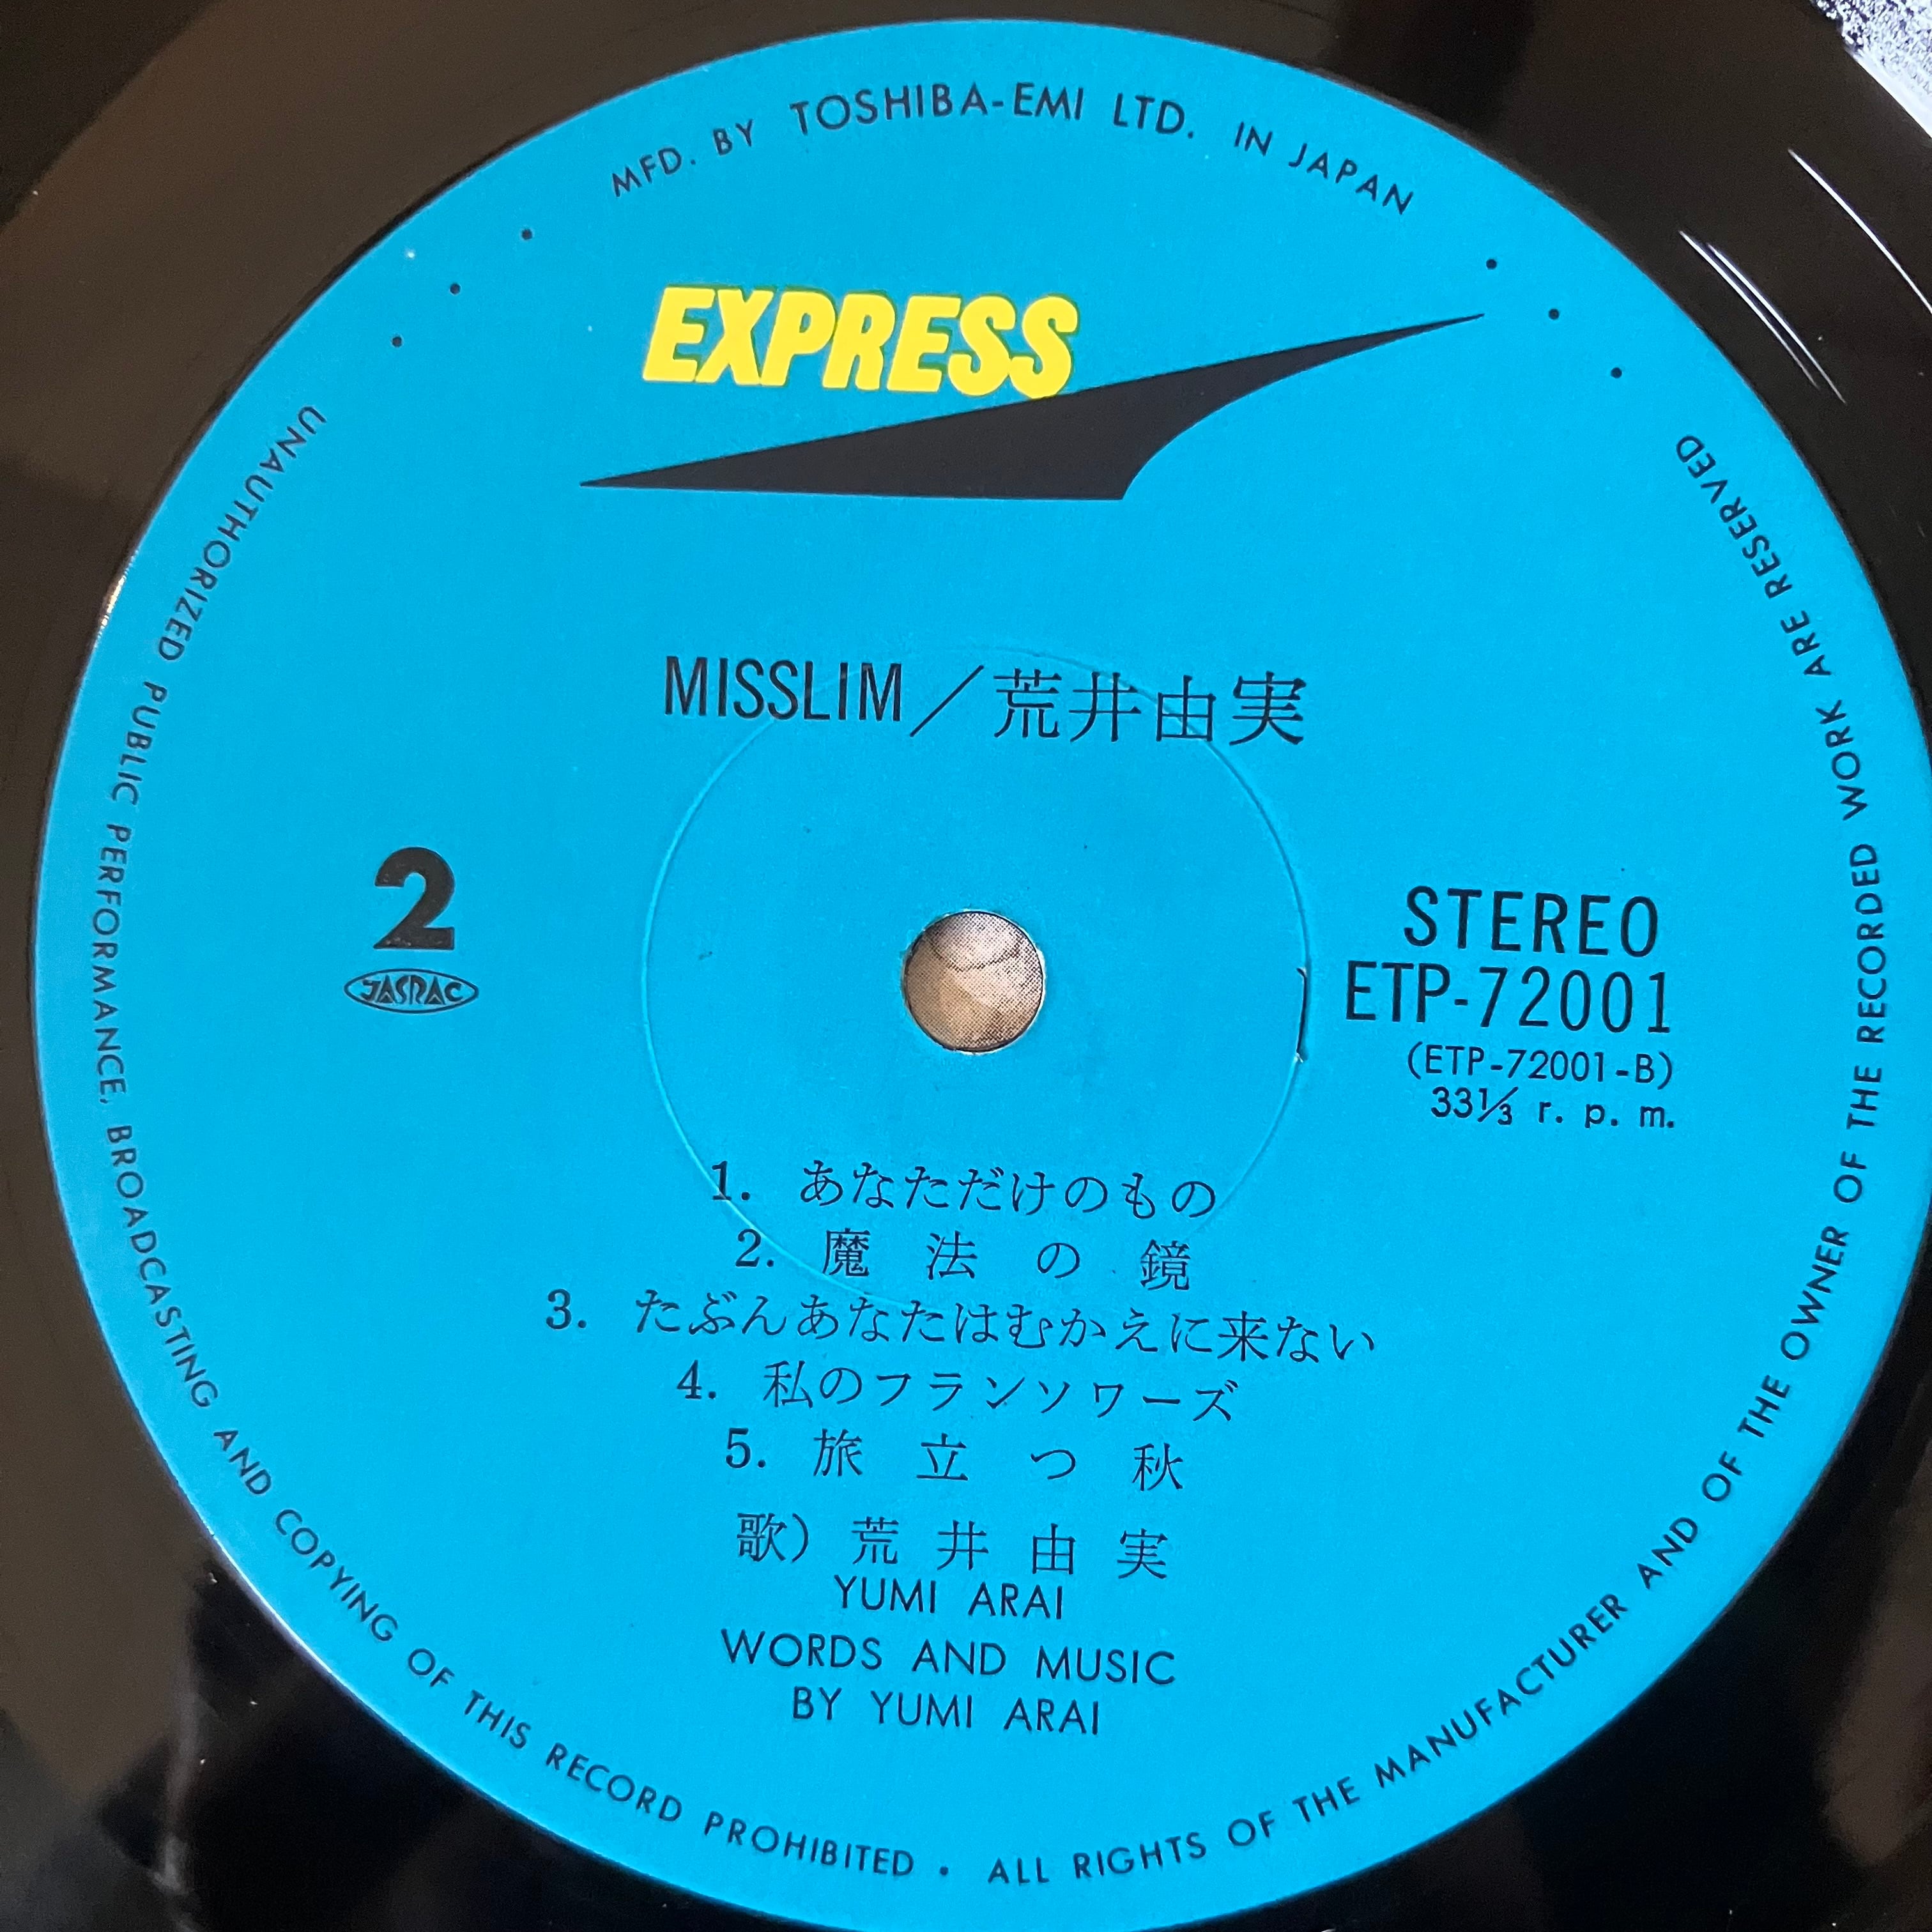 MFD. BY TOSHIBA-EMI LTD. IN JAPAN
EXPRESS
MISSLIM／荒井由実
2
JASRAC
STEREO
ETP-72001
(ETP-72001-B)
33⅓ r. p. m.
1. あなただけのもの
2. 魔法の鏡
3. たぶんあなたはむかえに来ない
4. 私のフランソワーズ
5. 旅立つ秋
歌）荒井由実
YUMI ARAI
WORDS AND MUSIC
BY YUMI ARAI
UNAUTHORIZED PUBLIC PERFORMANCE, BROADCASTING AND COPYING OF THIS RECORD PROHIBITED • ALL RIGHTS OF THE MANUFACTURER AND OF THE OWNER OF THE RECORDED WORK ARE RESERVED